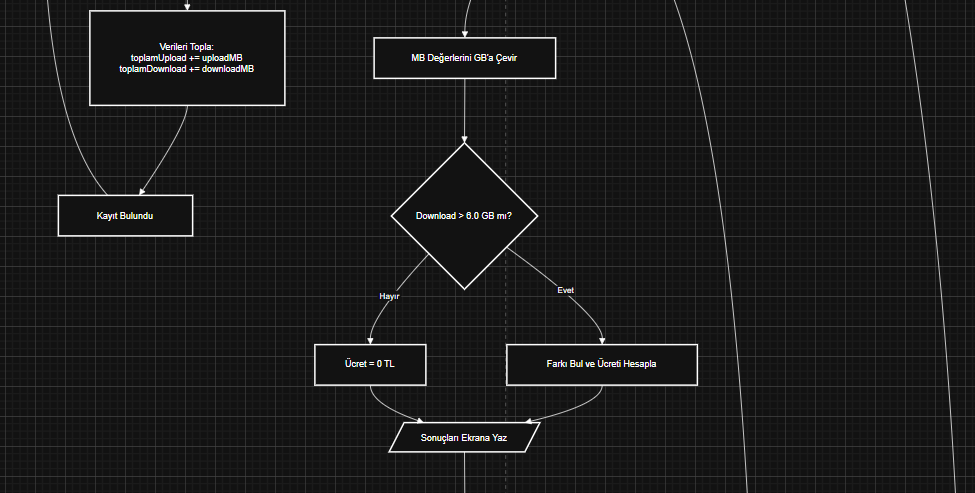 Verileri Topla:
toplamUpload += uploadMB
toplamDownload += downloadMB
MB Değerlerini GB'a Çevir
Kayıt Bulundu
Download > 6.0 GB mı?
Hayır
Evet
Ücret = 0 TL
Farkı Bul ve Ücreti Hesapla
Sonuçları Ekrana Yaz